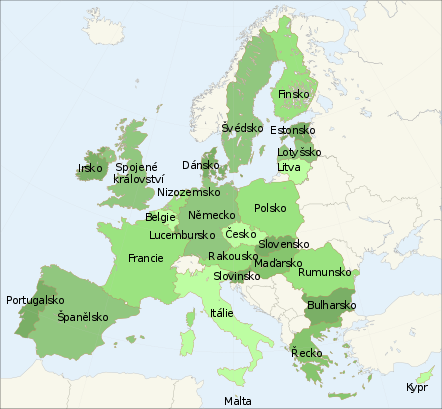 Finsko
Švédsko
Estonsko
Lotyšsko
Litva
Dánsko
Irsko
Spojené
království
Nizozemsko
Polsko
Belgie
Německo
Česko
Lucembursko
Slovensko
Francie
Rakousko
Maďarsko
Rumunsko
Slovinsko
Portugalsko
Španělsko
Itálie
Bulharsko
Řecko
Kypr
Malta